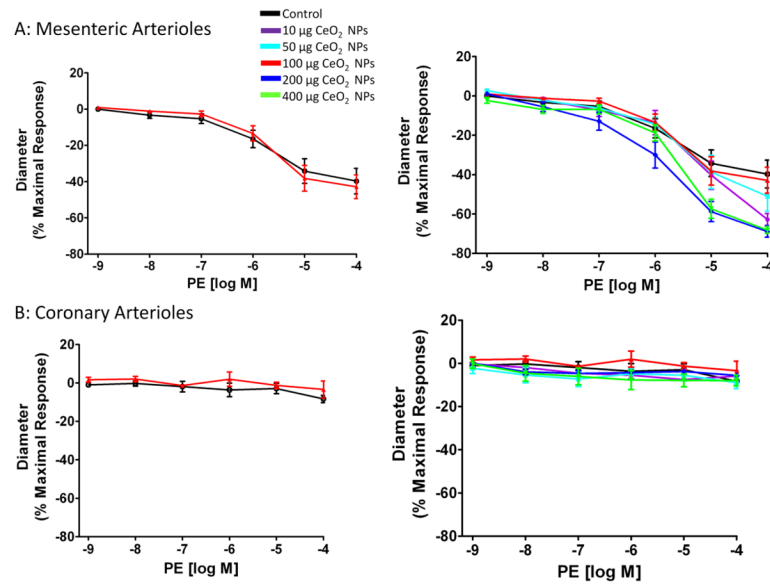 A: Mesenteric Arterioles
Control
10 µg CeO₂ NPs
50 µg CeO₂ NPs
100 µg CeO₂ NPs
200 µg CeO₂ NPs
400 µg CeO₂ NPs
Diameter
(% Maximal Response)
20
0
-20
-40
-60
-80
-9 -8 -7 -6 -5 -4
PE [log M]
Diameter
(% Maximal Response)
20
0
-20
-40
-60
-80
-9 -8 -7 -6 -5 -4
PE [log M]
B: Coronary Arterioles
Diameter
(% Maximal Response)
20
0
-20
-40
-60
-80
-9 -8 -7 -6 -5 -4
PE [log M]
Diameter
(% Maximal Response)
20
0
-20
-40
-60
-80
-9 -8 -7 -6 -5 -4
PE [log M]